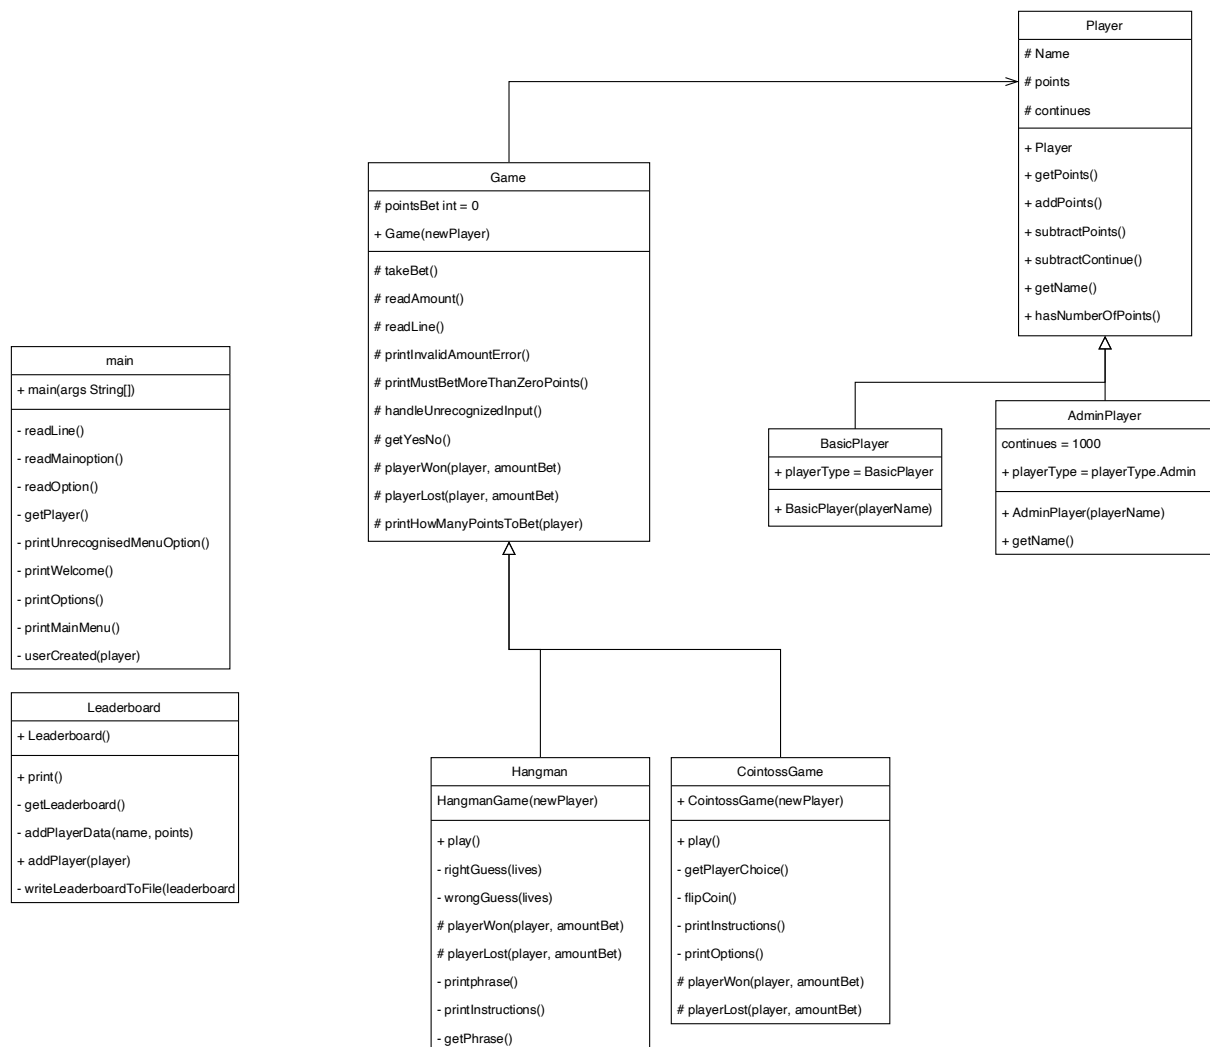 Player
# Name
# points
# continues
+ Player
+ getPoints()
+ addPoints()
+ subtractPoints()
+ subtractContinue()
+ getName()
+ hasNumberOfPoints()
Game
# pointsBet int = 0
+ Game(newPlayer)
# takeBet()
# readAmount()
# readLine()
# printInvalidAmountError()
# printMustBetMoreThanZeroPoints()
# handleUnrecognizedInput()
# getYesNo()
# playerWon(player, amountBet)
# playerLost(player, amountBet)
# printHowManyPointsToBet(player)
main
+ main(args String[])
- readLine()
- readMainoption()
- readOption()
- getPlayer()
- printUnrecognisedMenuOption()
- printWelcome()
- printOptions()
- printMainMenu()
- userCreated(player)
BasicPlayer
+ playerType = BasicPlayer
+ BasicPlayer(playerName)
AdminPlayer
continues = 1000
+ playerType = playerType.Admin
+ AdminPlayer(playerName)
+ getName()
Leaderboard
+ Leaderboard()
+ print()
- getLeaderboard()
- addPlayerData(name, points)
+ addPlayer(player)
- writeLeaderboardToFile(leaderboard
Hangman
HangmanGame(newPlayer)
+ play()
- rightGuess(lives)
- wrongGuess(lives)
# playerWon(player, amountBet)
# playerLost(player, amountBet)
- printphrase()
- printInstructions()
- getPhrase()
CointossGame
+ CointossGame(newPlayer)
+ play()
- getPlayerChoice()
- flipCoin()
- printInstructions()
- printOptions()
# playerWon(player, amountBet)
# playerLost(player, amountBet)